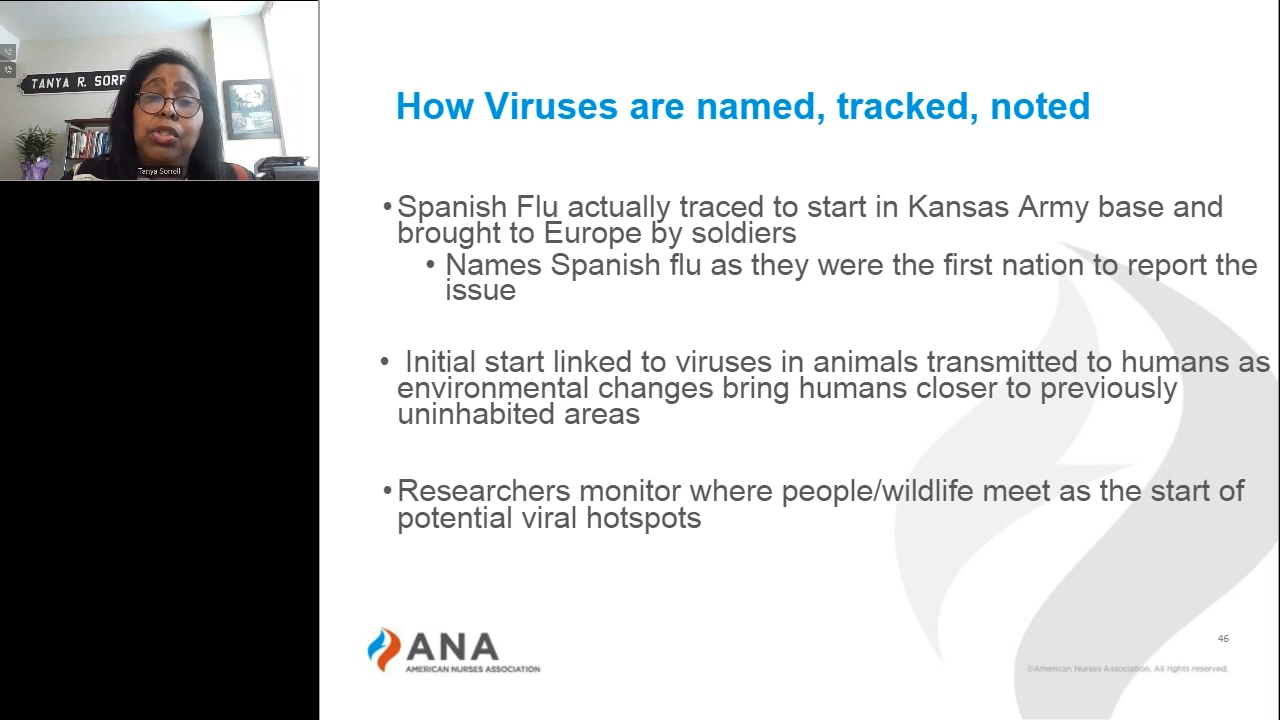 TANYA R. SORR
Tanya Sorrell
How Viruses are named, tracked, noted
•Spanish Flu actually traced to start in Kansas Army base and
brought to Europe by soldiers
• Names Spanish flu as they were the first nation to report the
issue
• Initial start linked to viruses in animals transmitted to humans as
environmental changes bring humans closer to previously
uninhabited areas
•Researchers monitor where people/wildlife meet as the start of
potential viral hotspots
ANA
AMERICAN NURSES ASSOCIATION
46
©American Nurses Association. All rights reserved.